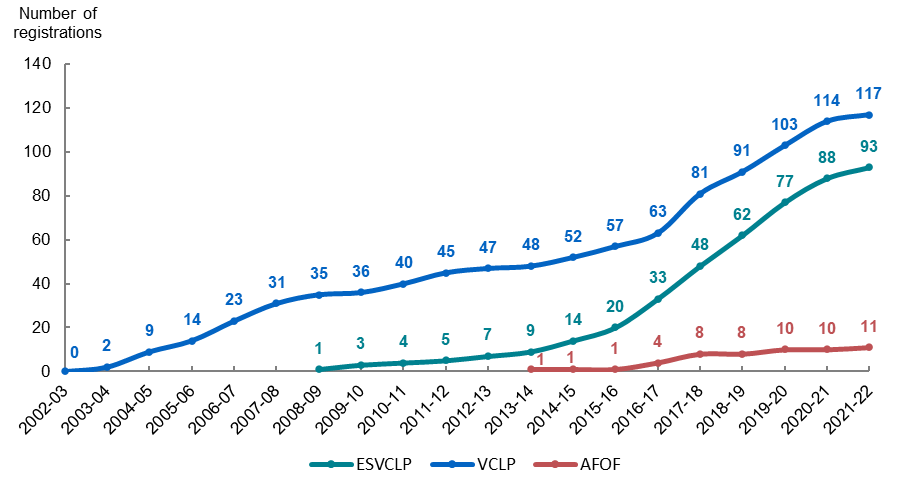 Number of
registrations
140
120
100
80
60
40
20
0
0 2 9 14 23 31 35 36 40 45 47 48 52 57 63 81 91 103 114 117
1 3 4 5 7 9 14 20 33 48 62 77 88 93
1 1 1 4 8 8 10 10 11
2002-03 2003-04 2004-05 2005-06 2006-07 2007-08 2008-09 2009-10 2010-11 2011-12 2012-13 2013-14 2014-15 2015-16 2016-17 2017-18 2018-19 2019-20 2020-21 2021-22
ESVCLP VCLP AFOF